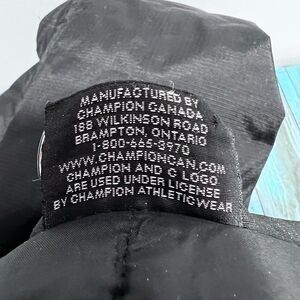 MANUFACTURED BY
CHAMPION CANADA
188 WILKINSON ROAD
BRAMPTON, ONTARIO
1-800-665-3970
WWW.CHAMPIONCAN.COM
CHAMPION AND C LOGO
ARE USED UNDER LICENSE
BY CHAMPION ATHLETICWEAR